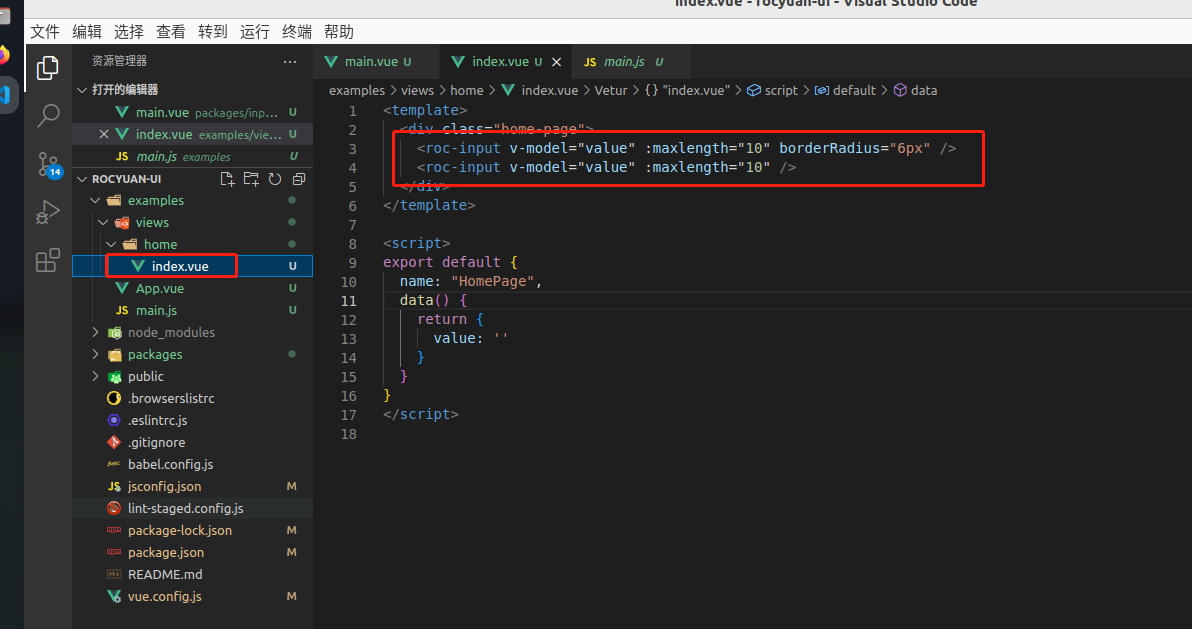 index.vue - rocyuan-ui - Visual Studio Code
文件 编辑 选择 查看 转到 运行 终端 帮助
资源管理器 ···
main.vue U
index.vue U
JS main.js U
examples > views > home > index.vue > Vetur > {} "index.vue" > script > default > data
打开的编辑器
main.vue packages/inp... U
index.vue examples/vie... U
JS main.js examples U
14
ROCYUAN-UI
examples
views
home
index.vue U
App.vue U
JS main.js U
node_modules
packages
public
.browserslistrc
.eslintrc.js
.gitignore
babel.config.js
JS jsconfig.json M
lint-staged.config.js
package-lock.json M
package.json M
README.md
vue.config.js M
1 <template>
2 <div class="home-page">
3 <roc-input v-model="value" :maxlength="10" borderRadius="6px" />
4 <roc-input v-model="value" :maxlength="10" />
5 </div>
6 </template>
7
8 <script>
9 export default {
10 name: "HomePage",
11 data() {
12 return {
13 value: ''
14 }
15 }
16 }
17 </script>
18